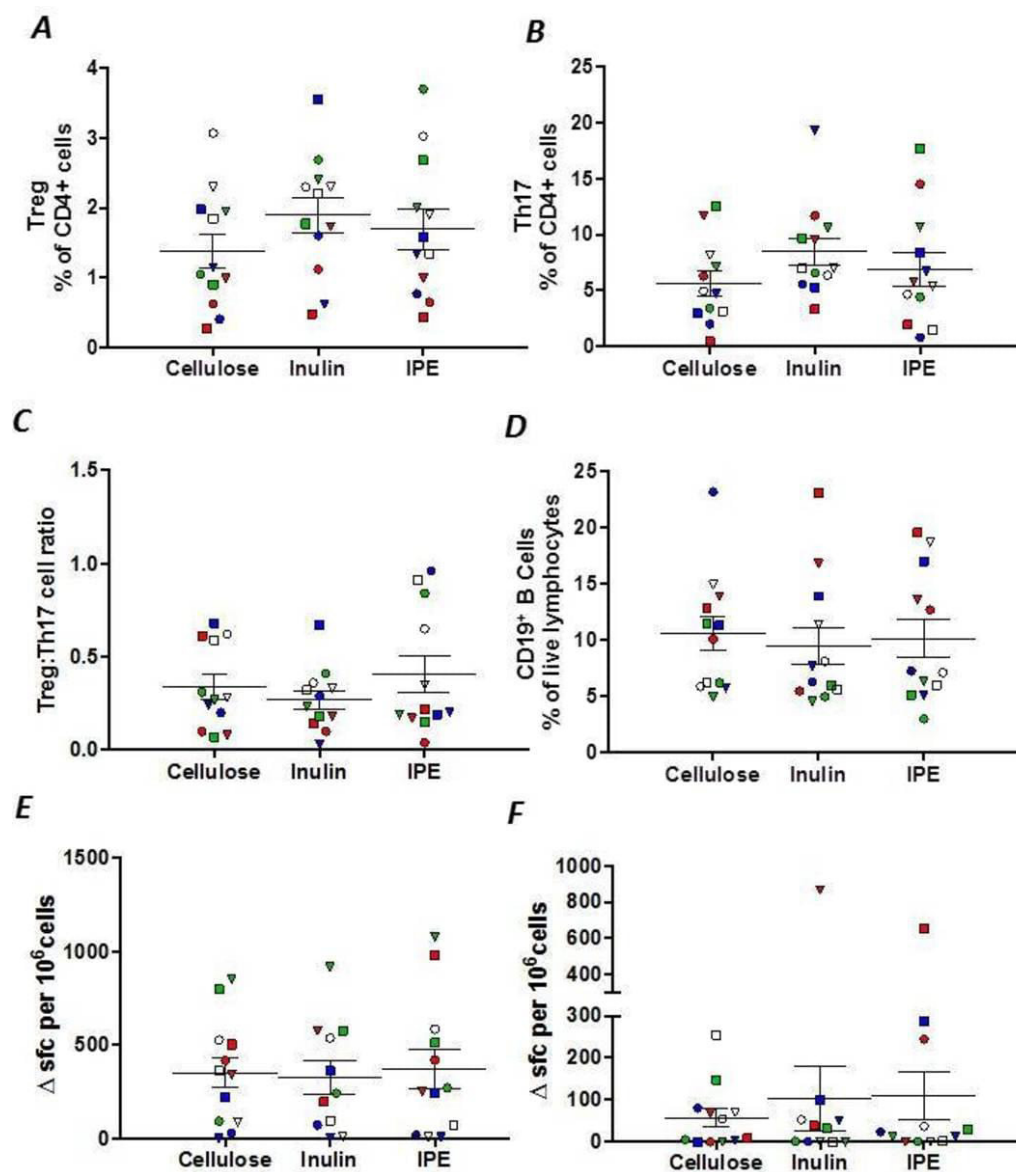 A
Treg
% of CD4+ cells
4
3
2
1
0
Cellulose Inulin IPE
B
Th17
% of CD4+ cells
25
20
15
10
5
0
Cellulose Inulin IPE
C
Treg:Th17 cell ratio
1.5
1.0
0.5
0.0
Cellulose Inulin IPE
D
CD19⁺ B Cells
% of live lymphocytes
25
20
15
10
5
0
Cellulose Inulin IPE
E
Δ sfc per 10⁶cells
1500
1000
500
0
Cellulose Inulin IPE
F
Δ sfc per 10⁶cells
1000
800
600
400
300
200
100
0
Cellulose Inulin IPE